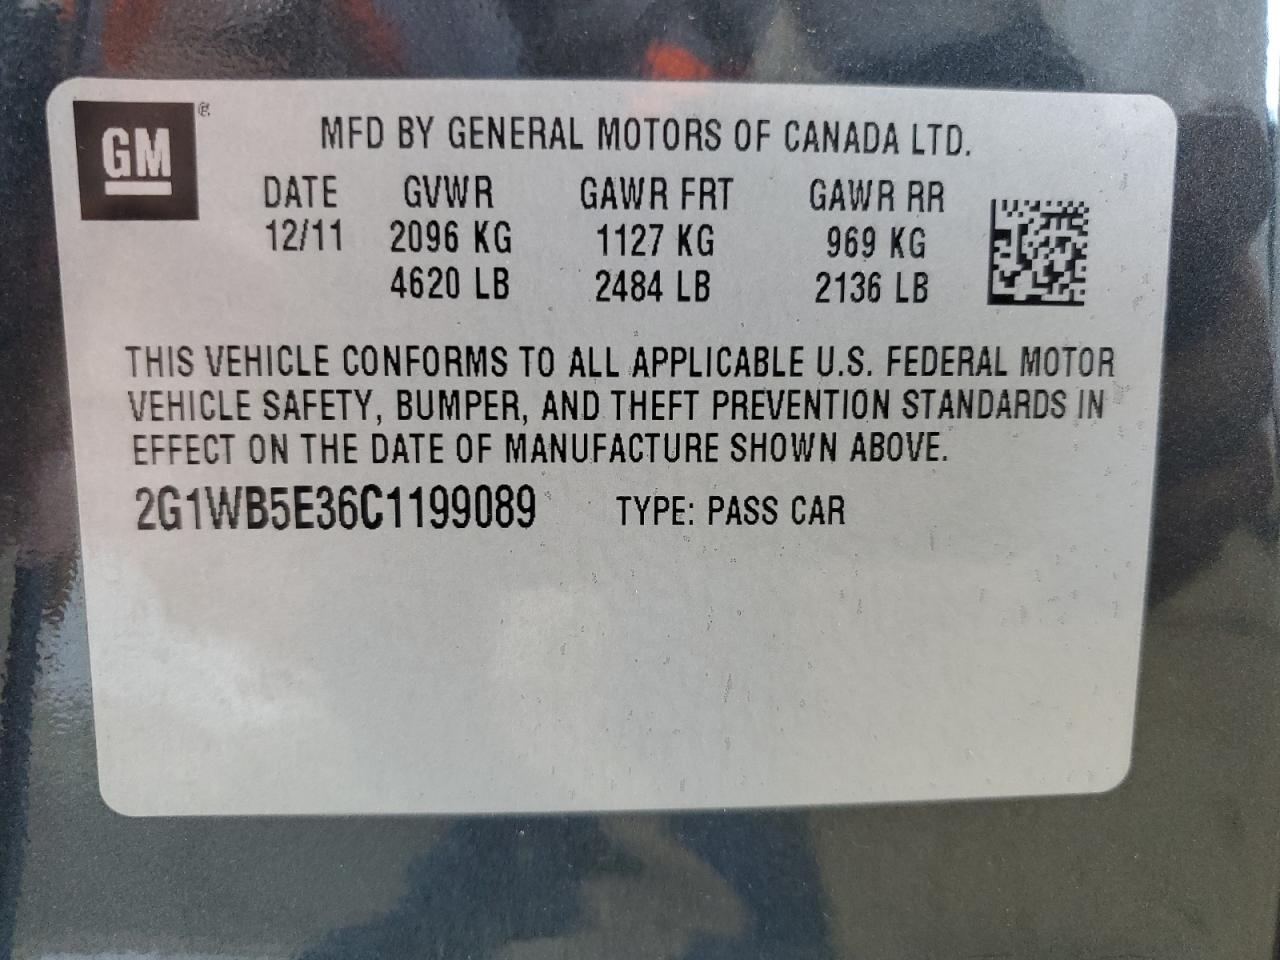 GM ®
MFD BY GENERAL MOTORS OF CANADA LTD.
DATE GVWR GAWR FRT GAWR RR
12/11 2096 KG 1127 KG 969 KG
4620 LB 2484 LB 2136 LB
THIS VEHICLE CONFORMS TO ALL APPLICABLE U.S. FEDERAL MOTOR
VEHICLE SAFETY, BUMPER, AND THEFT PREVENTION STANDARDS IN
EFFECT ON THE DATE OF MANUFACTURE SHOWN ABOVE.
2G1WB5E36C1199089 TYPE: PASS CAR